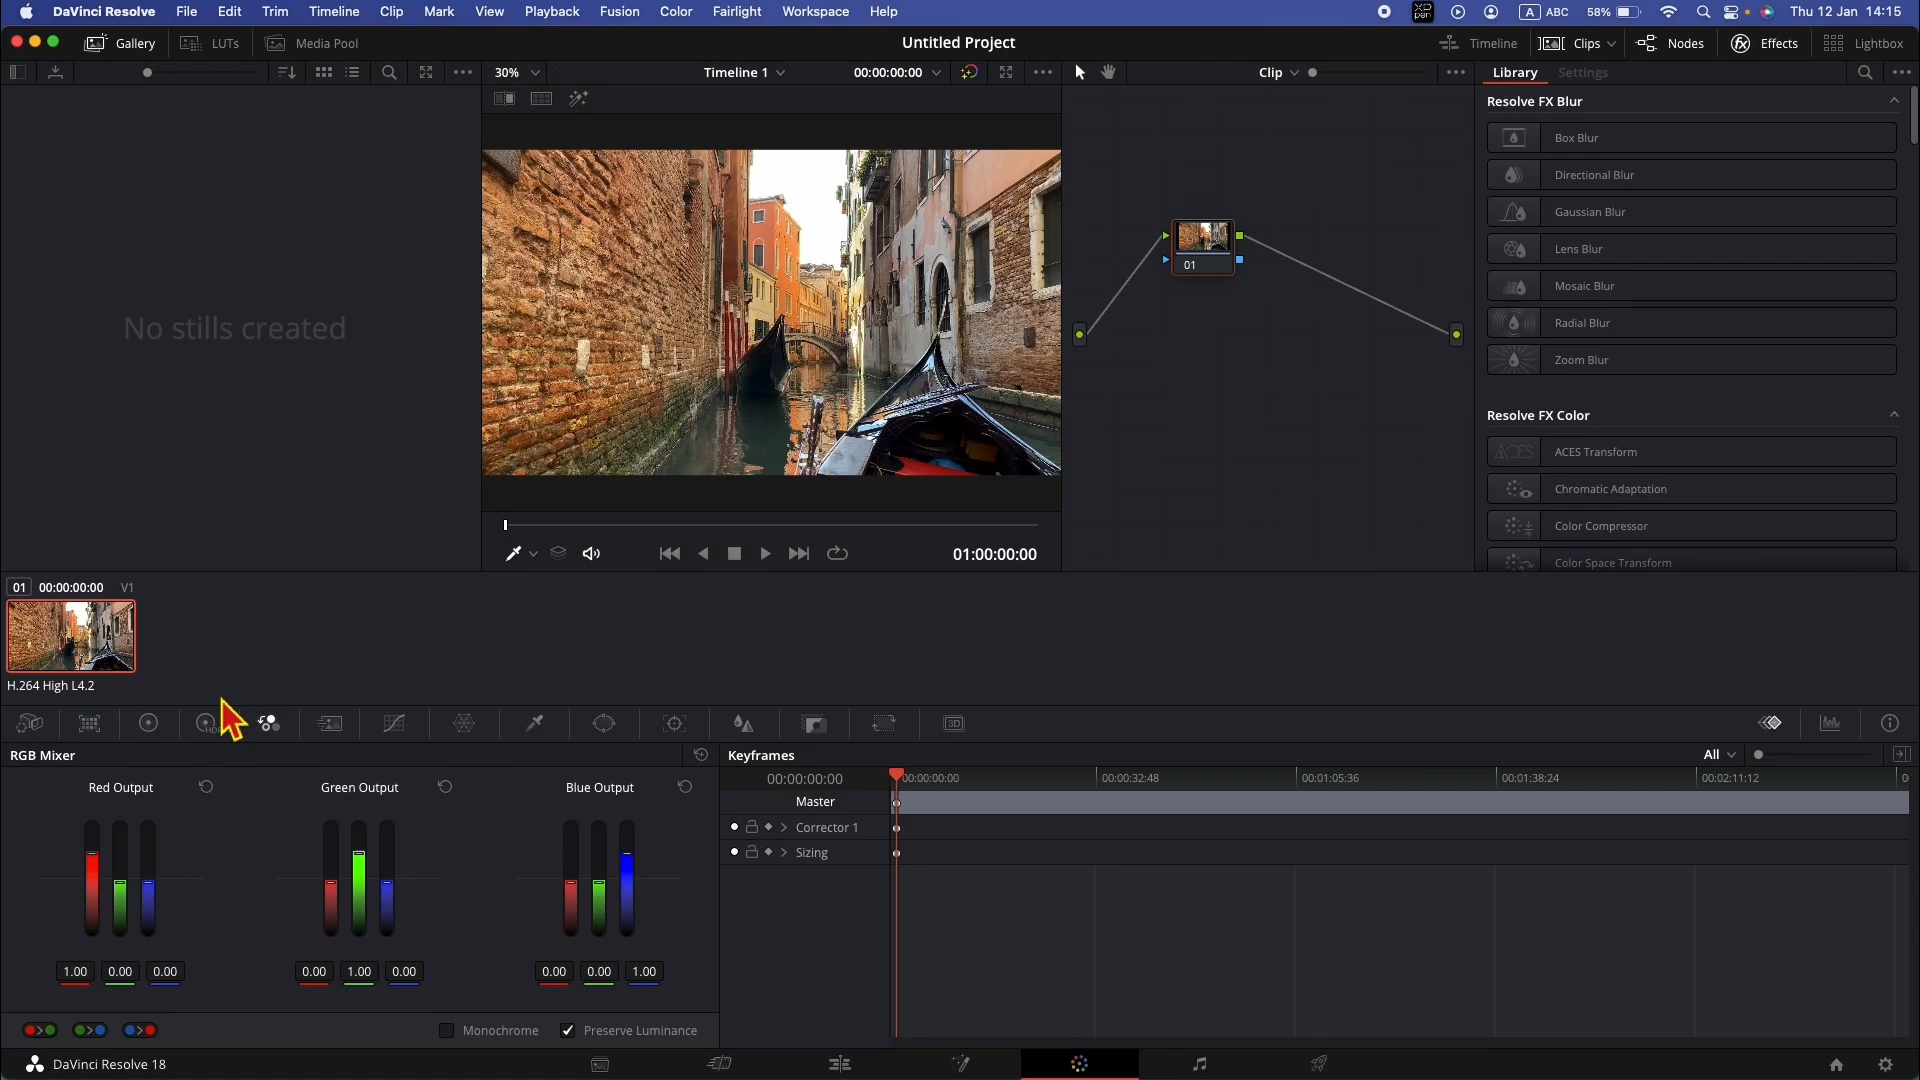 DaVinci Resolve File Edit Trim Timeline Clip Mark View Playback Fusion Color Fairlight Workspace Help
XP pen A ABC 58% Thu 12 Jan 14:15
Gallery LUTs Media Pool Untitled Project Timeline Clips Nodes fx Effects Lightbox
30% Timeline 1 00:00:00:00 Clip Library Settings
Resolve FX Blur
Box Blur
Directional Blur
Gaussian Blur
Lens Blur
Mosaic Blur
Radial Blur
Zoom Blur
Resolve FX Color
ACES ACES Transform
Chromatic Adaptation
Color Compressor
Color Space Transform
No stills created
01
01:00:00:00
01 00:00:00:00 V1
H.264 High L4.2
3D
RGB Mixer
Red Output Green Output Blue Output
1.00 0.00 0.00 0.00 1.00 0.00 0.00 0.00 1.00
Monochrome Preserve Luminance
Keyframes All
00:00:00:00 00:00:00:00 00:00:32:48 00:01:05:36 00:01:38:24 00:02:11:12
Master
Corrector 1
Sizing
DaVinci Resolve 18